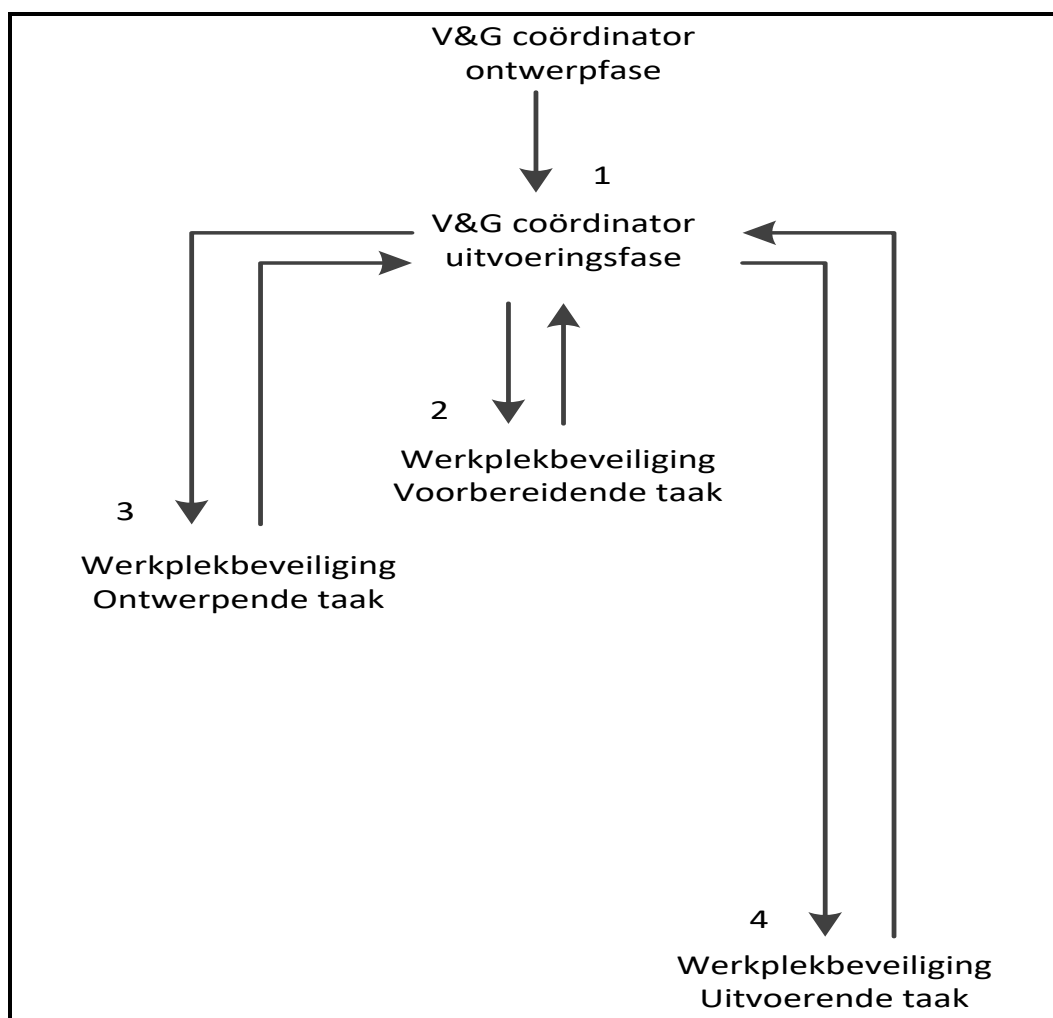 V&G coördinator
ontwerpfase
1
V&G coördinator
uitvoeringsfase
2
Werkplekbeveiliging
Voorbereidende taak
3
Werkplekbeveiliging
Ontwerpende taak
4
Werkplekbeveiliging
Uitvoerende taak